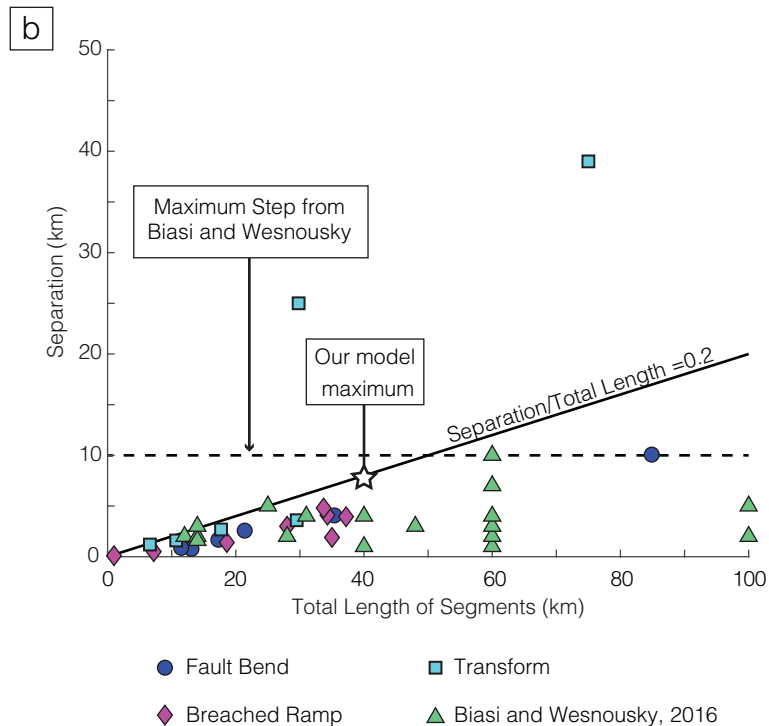 b
50
40
30
20
10
0
Separation (km)
Maximum Step from
Biasi and Wesnousky
Our model
maximum
Separation/Total Length =0.2
0
20
40
60
80
100
Total Length of Segments (km)
Fault Bend
Transform
Breached Ramp
Biasi and Wesnousky, 2016